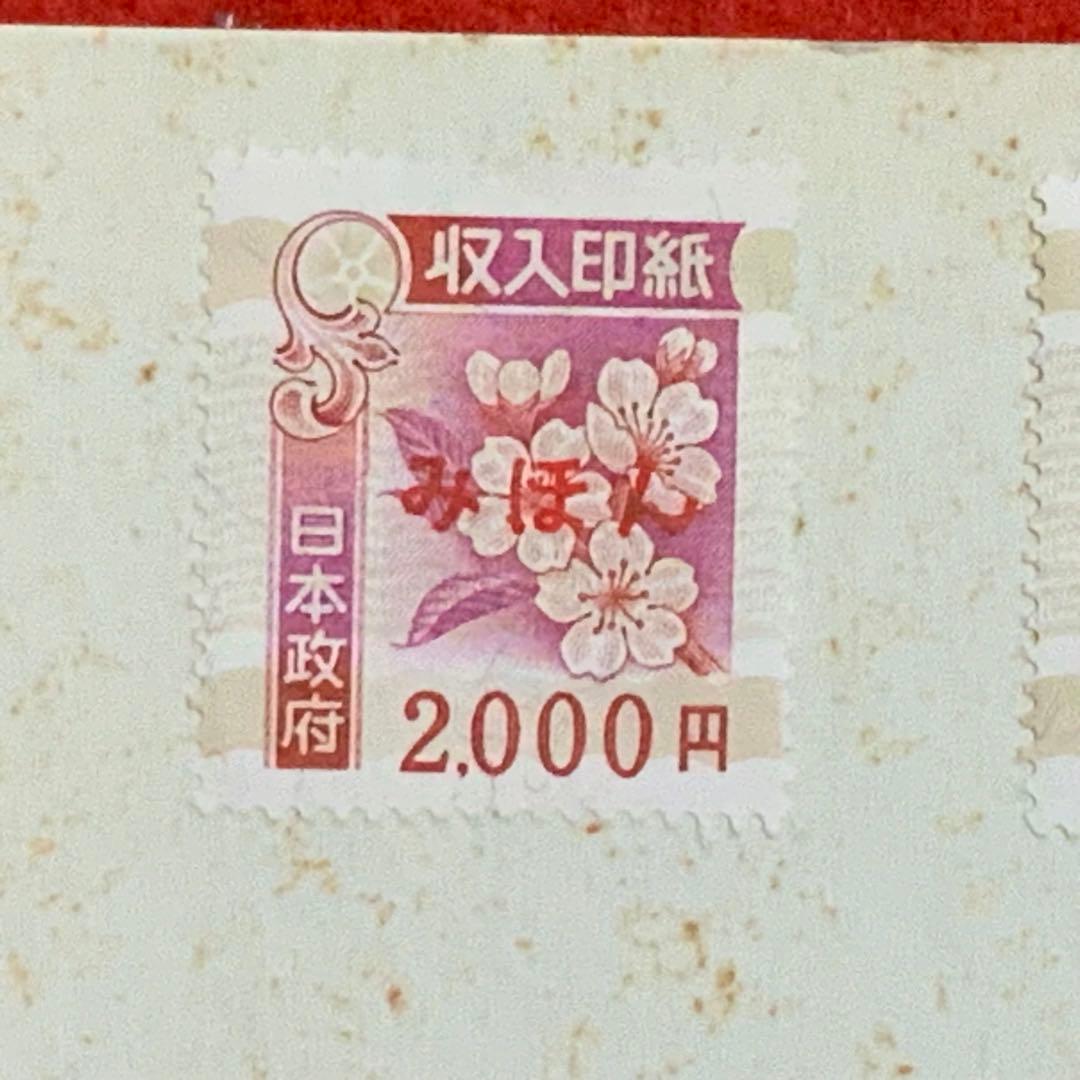 収入印紙
みほん
日本政府
2,000円